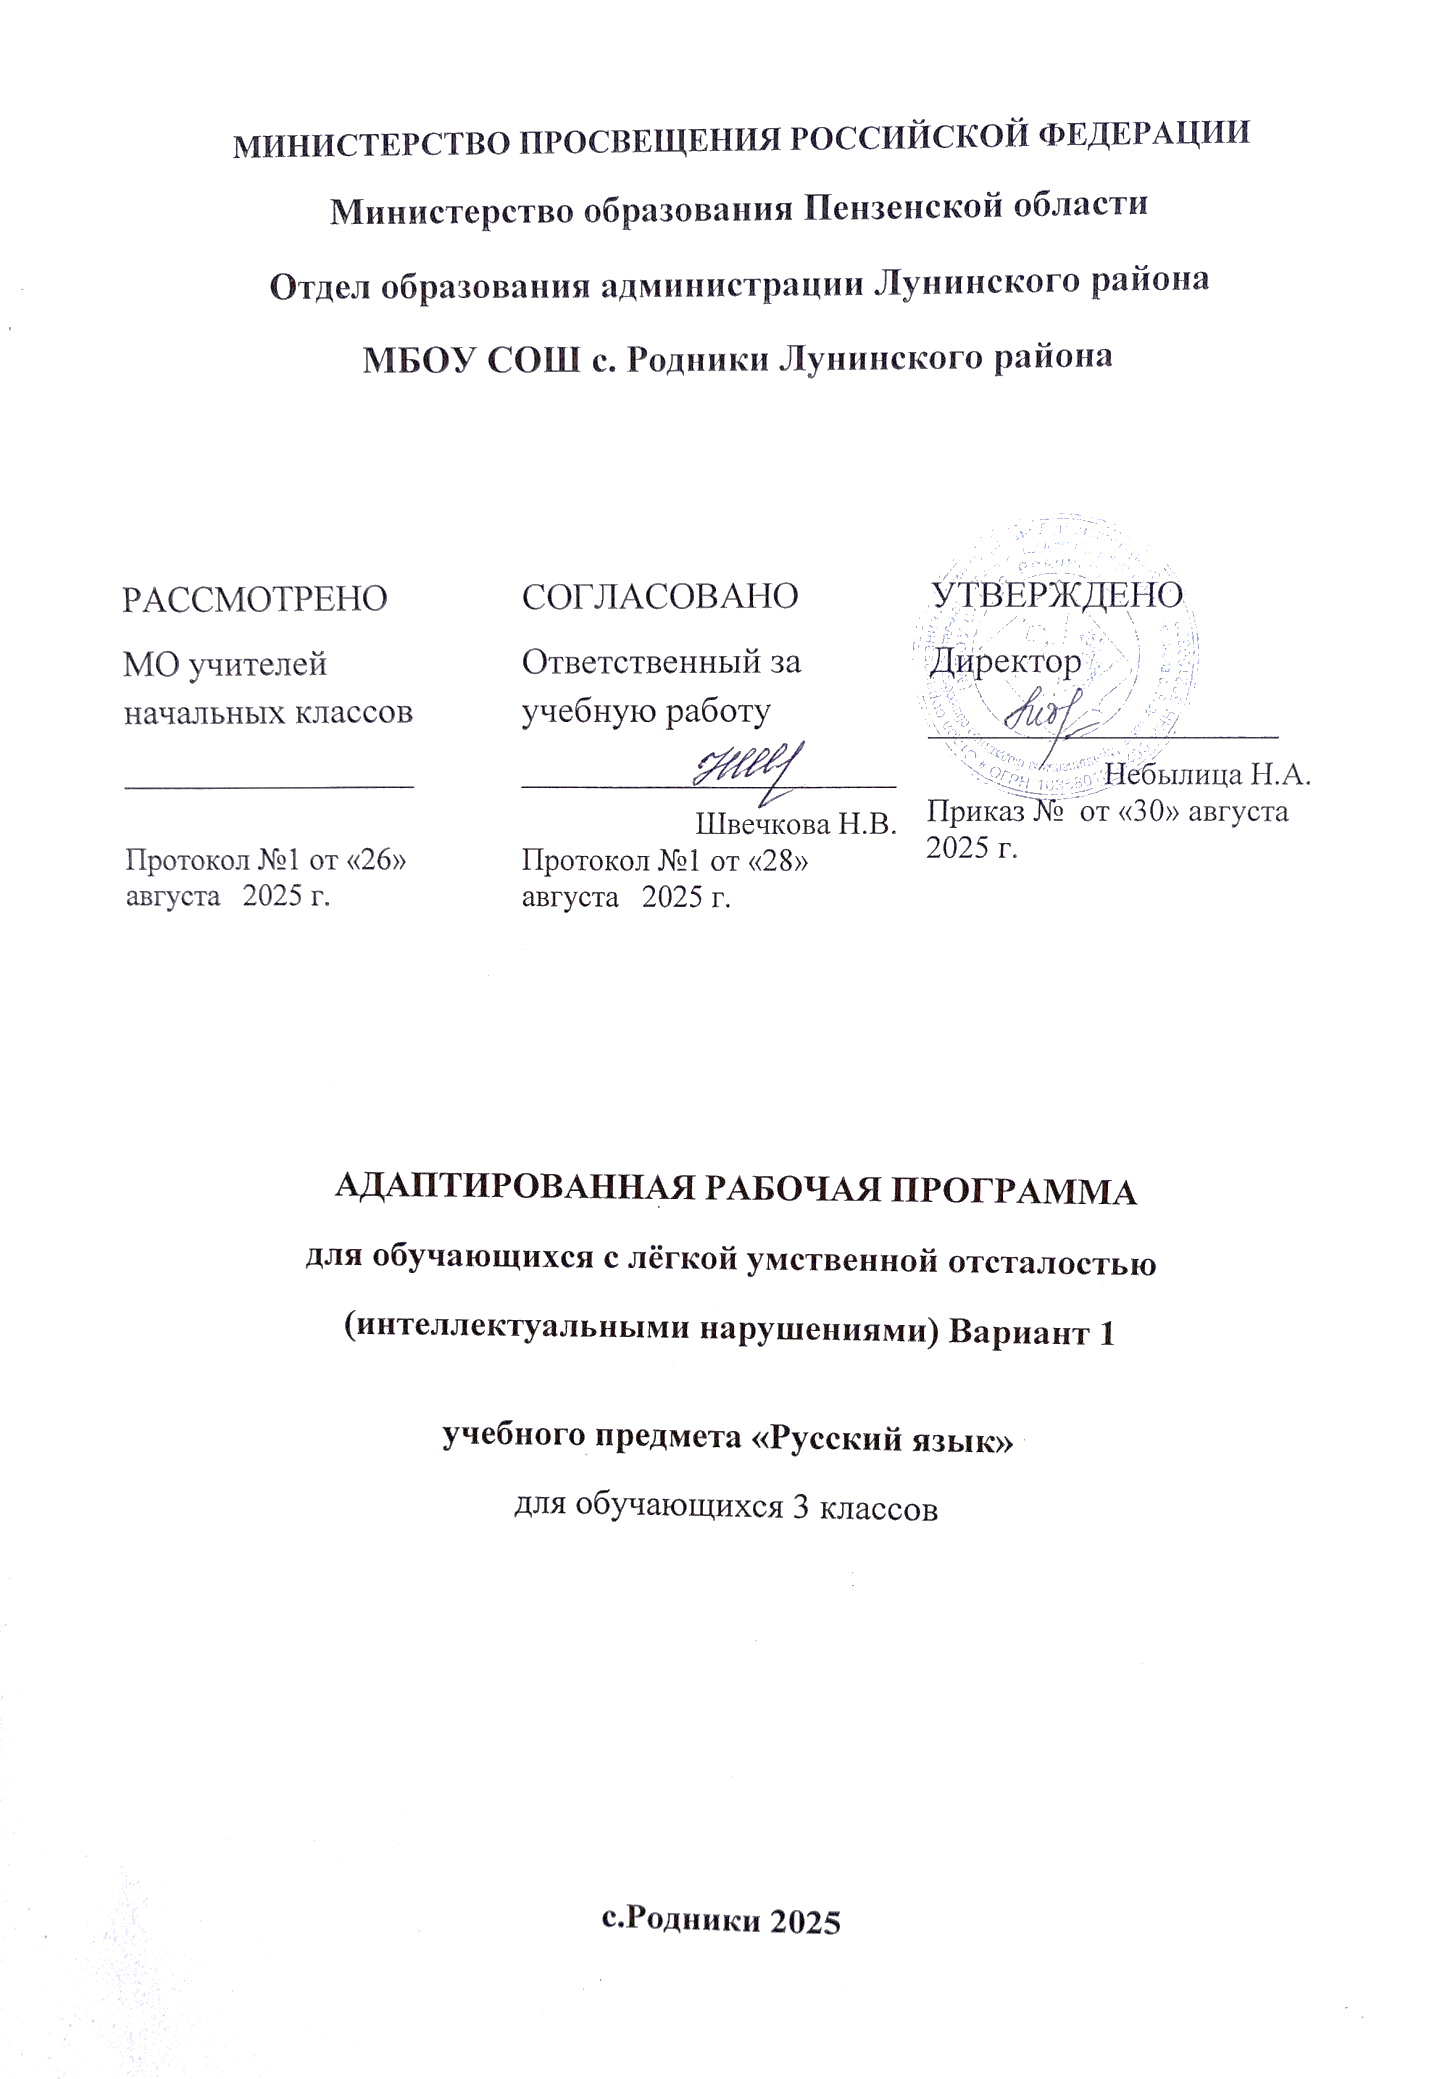 МИНИСТЕРСТВО ПРОСВЕЩЕНИЯ РОССИЙСКОЙ ФЕДЕРАЦИИ
Министерство образования Пензенской области
Отдел образования администрации Лунинского района
МБОУ СОШ с. Родники Лунинского района
РАССМОТРЕНО
МО учителей
начальных классов
Протокол №1 от «26»
августа 2025 г.
СОГЛАСОВАНО
Ответственный за
учебную работу
Швечкова Н.В.
Протокол №1 от «28»
августа 2025 г.
УТВЕРЖДЕНО
Директор
Небылица Н.А.
Приказ № от «30» августа
2025 г.
ОГРН
АДАПТИРОВАННАЯ РАБОЧАЯ ПРОГРАММА
для обучающихся с лёгкой умственной отсталостью
(интеллектуальными нарушениями) Вариант 1
учебного предмета «Русский язык»
для обучающихся 3 классов
с.Родники 2025